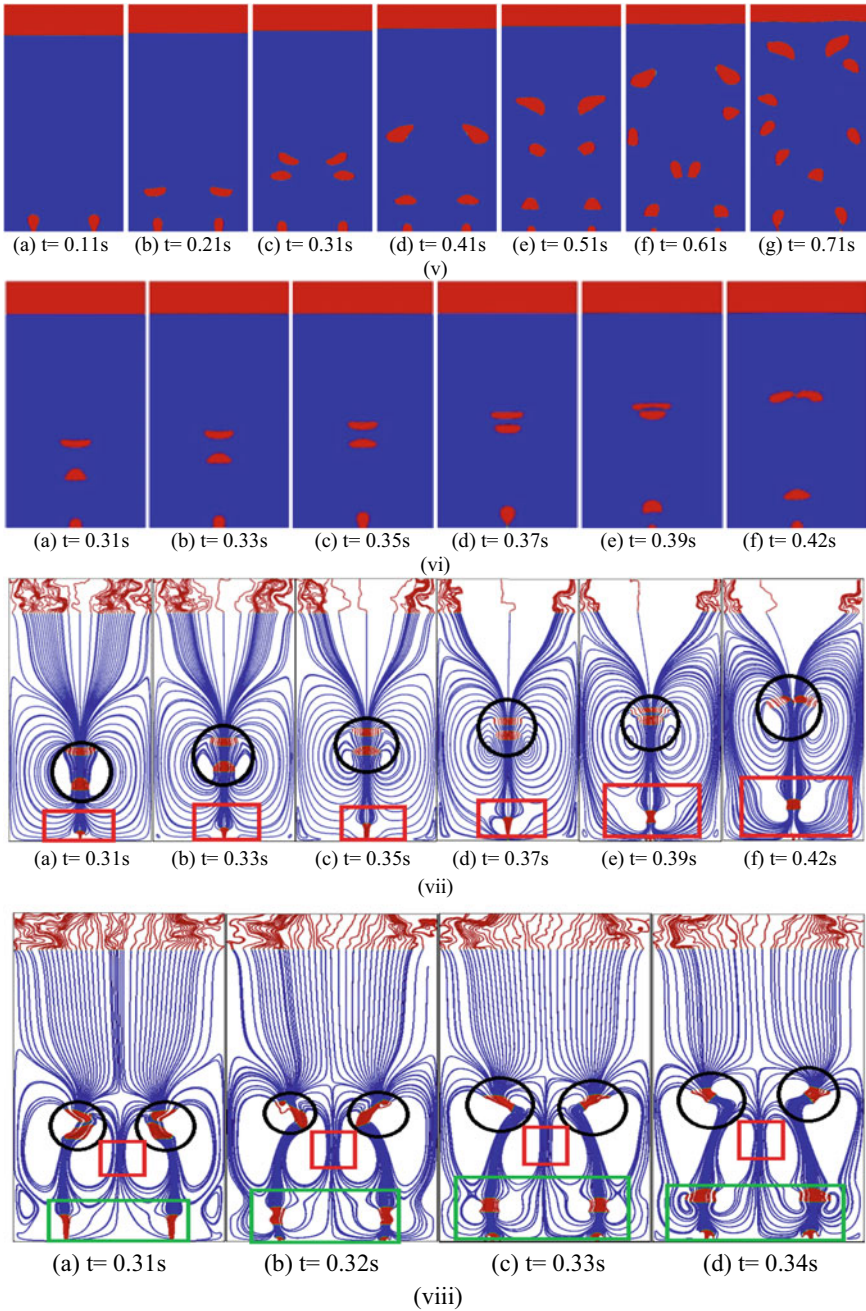 (a) t= 0.11s (b) t= 0.21s (c) t= 0.31s (d) t= 0.41s (e) t= 0.51s (f) t= 0.61s (g) t= 0.71s
(v)
(a) t= 0.31s (b) t= 0.33s (c) t= 0.35s (d) t= 0.37s (e) t= 0.39s (f) t= 0.42s
(vi)
(a) t= 0.31s (b) t= 0.33s (c) t= 0.35s (d) t= 0.37s (e) t= 0.39s (f) t= 0.42s
(vii)
(a) t= 0.31s (b) t= 0.32s (c) t= 0.33s (d) t= 0.34s
(viii)